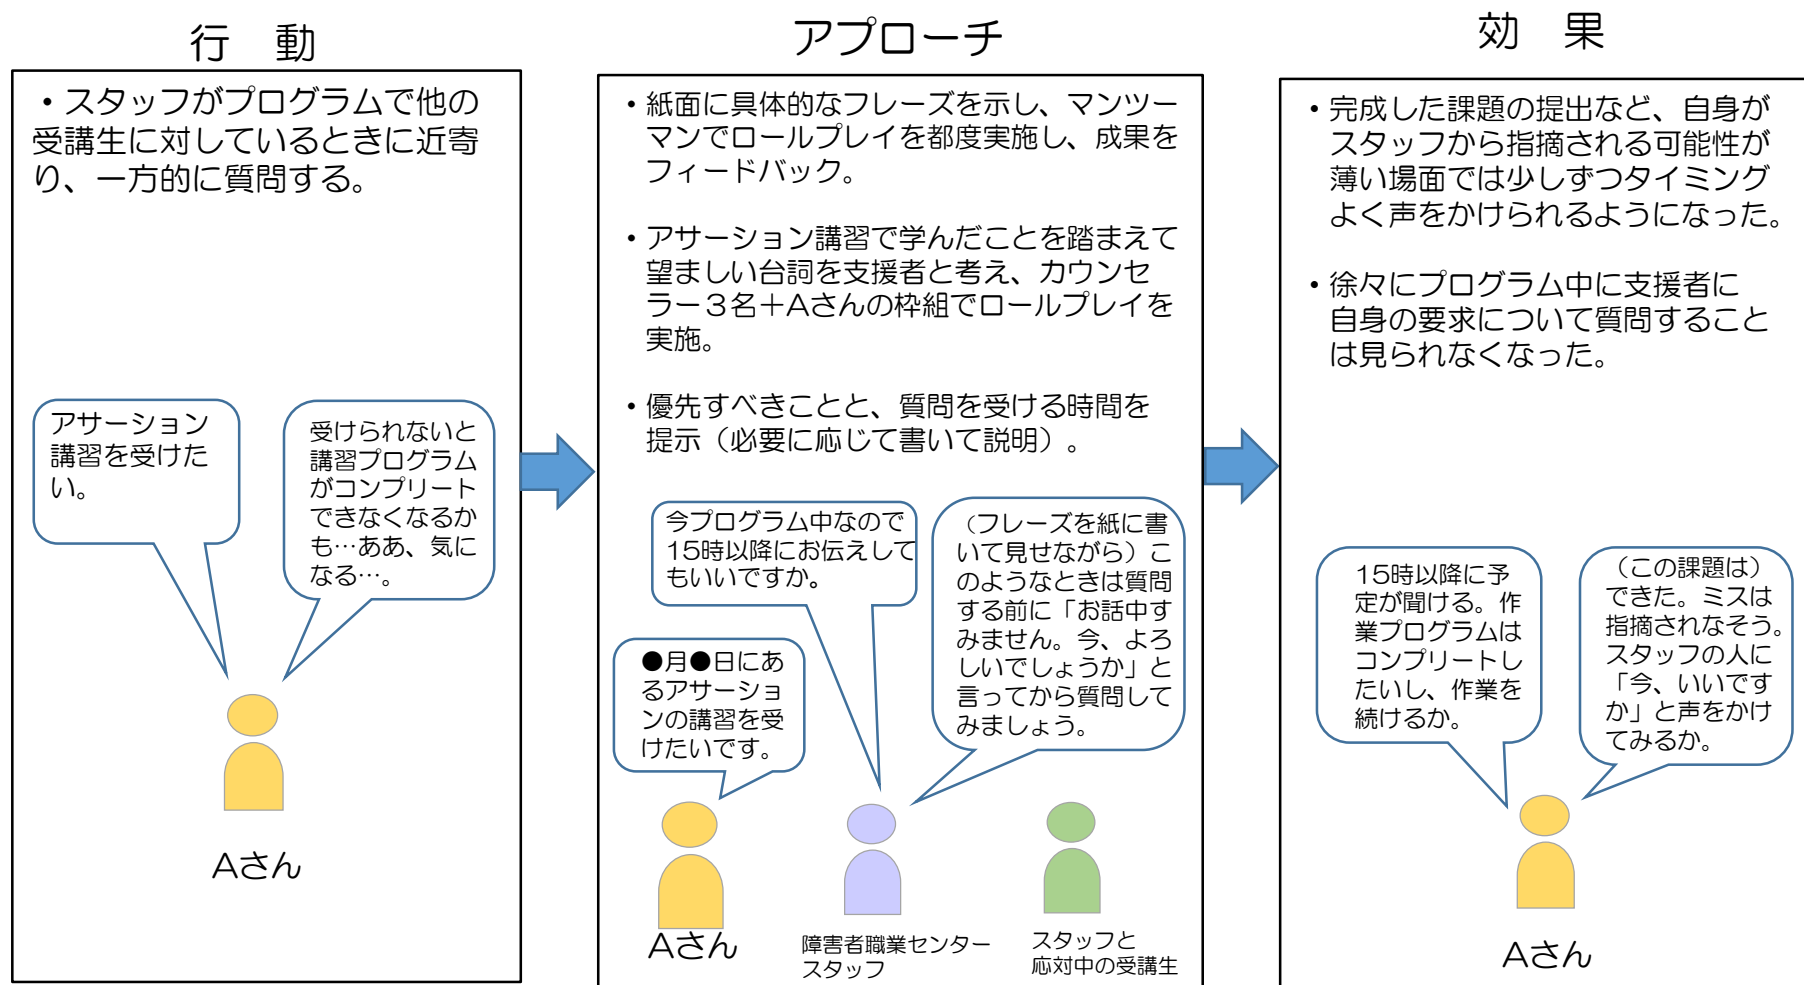 行　動
・スタッフがプログラムで他の
受講生に対しているときに近寄
り、一方的に質問する。
アサーション
講習を受けた
い。
受けられないと
講習プログラム
がコンプリート
できなくなるか
も…ああ、気に
なる…。
Aさん
アプローチ
・紙面に具体的なフレーズを示し、マンツー
マンでロールプレイを都度実施し、成果を
フィードバック。
・アサーション講習で学んだことを踏まえて
望ましい台詞を支援者と考え、カウンセ
ラー３名＋Aさんの枠組でロールプレイを
実施。
・優先すべきことと、質問を受ける時間を
提示（必要に応じて書いて説明）。
今プログラム中なので
15時以降にお伝えして
もいいですか。
（フレーズを紙に書
いて見せながら）こ
のようなときは質問
する前に「お話中す
みません。今、よろ
しいでしょうか」と
言ってから質問して
みましょう。
●月●日にあ
るアサーショ
ンの講習を受
けたいです。
Aさん
障害者職業センター
スタッフ
スタッフと
応対中の受講生
効　果
・完成した課題の提出など、自身が
スタッフから指摘される可能性が
薄い場面では少しずつタイミング
よく声をかけられるようになった。
・徐々にプログラム中に支援者に
自身の要求について質問すること
は見られなくなった。
15時以降に予
定が聞ける。作
業プログラムは
コンプリートし
たいし、作業を
続けるか。
（この課題は）
できた。ミスは
指摘されなそう。
スタッフの人に
「今、いいです
か」と声をかけ
てみるか。
Aさん